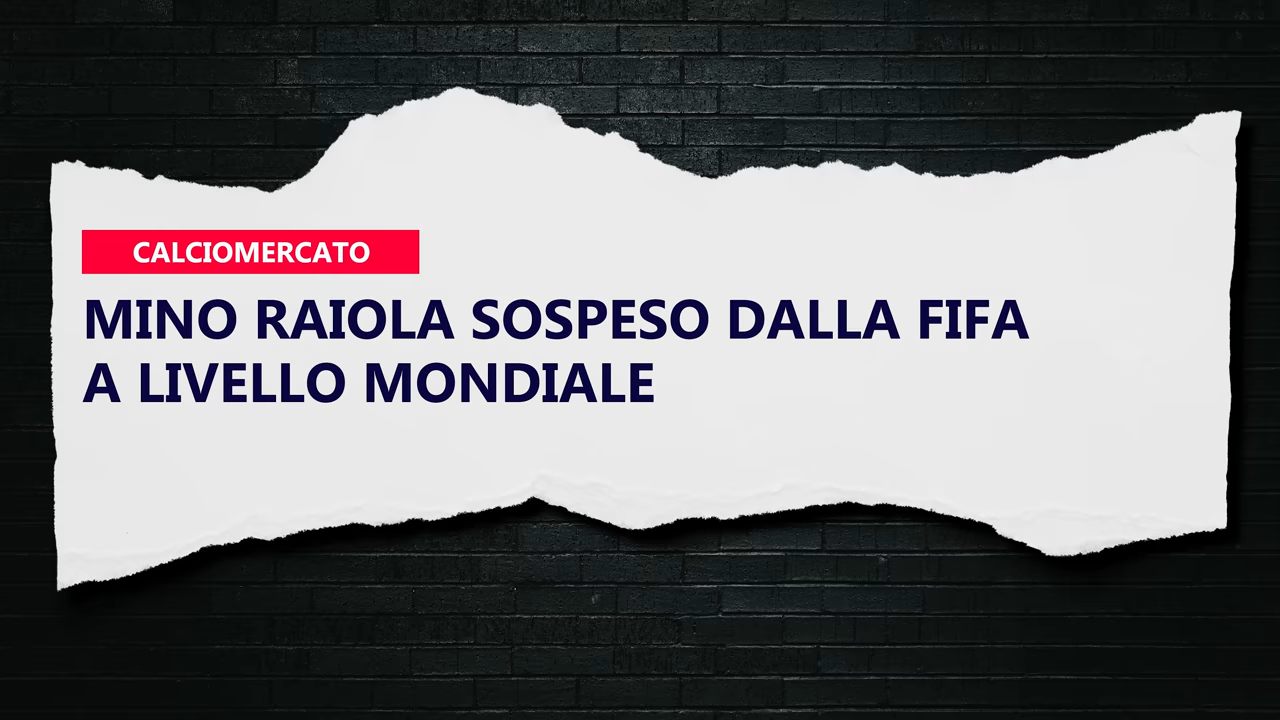 CALCIOMERCATO
MINO RAIOLA SOSPESO DALLA FIFA
A LIVELLO MONDIALE